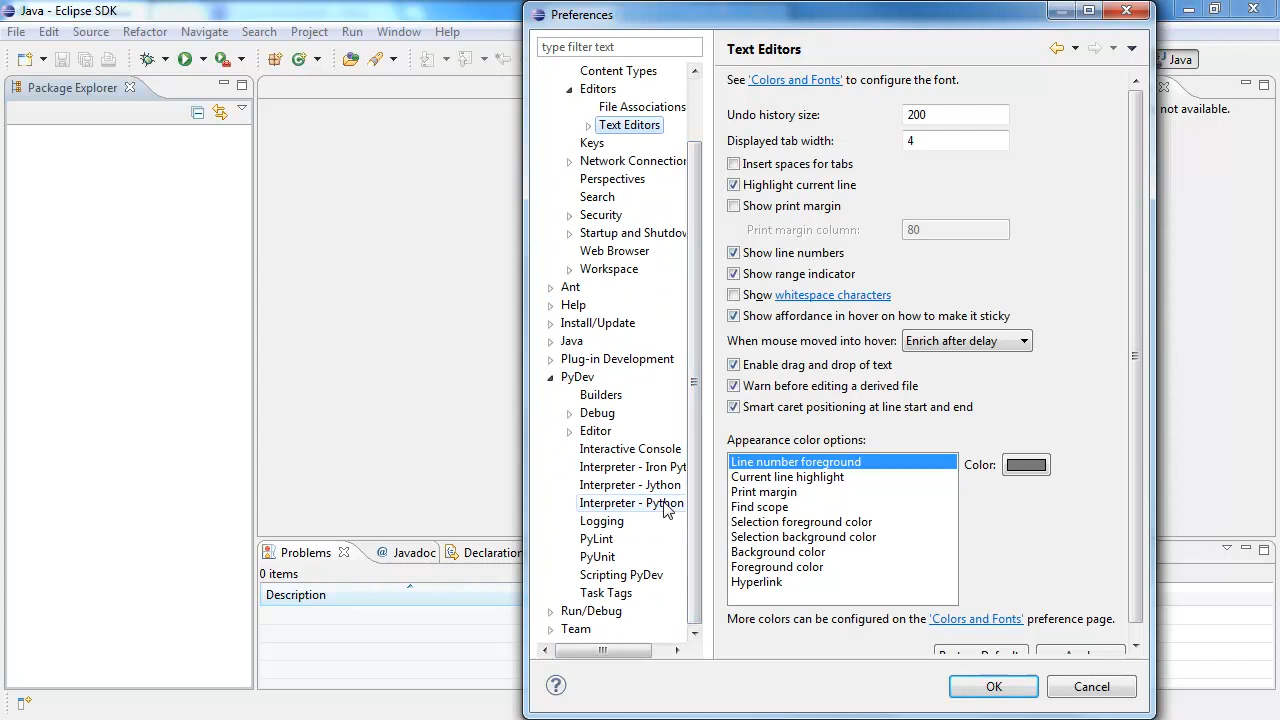 Java - Eclipse SDK
File Edit Source Refactor Navigate Search Project Run Window Help
Package Explorer
Java
not available.
Problems Javadoc Declaration
0 items
Description
Preferences
type filter text
Content Types
Editors
File Associations
Text Editors
Keys
Network Connection
Perspectives
Search
Security
Startup and Shutdow
Web Browser
Workspace
Ant
Help
Install/Update
Java
Plug-in Development
PyDev
Builders
Debug
Editor
Interactive Console
Interpreter - Iron Pyt
Interpreter - Jython
Interpreter - Python
Logging
PyLint
PyUnit
Scripting PyDev
Task Tags
Run/Debug
Team
Text Editors
See 'Colors and Fonts' to configure the font.
Undo history size: 200
Displayed tab width: 4
Insert spaces for tabs
Highlight current line
Show print margin
Print margin column: 80
Show line numbers
Show range indicator
Show whitespace characters
Show affordance in hover on how to make it sticky
When mouse moved into hover: Enrich after delay
Enable drag and drop of text
Warn before editing a derived file
Smart caret positioning at line start and end
Appearance color options:
Line number foreground
Current line highlight
Print margin
Find scope
Selection foreground color
Selection background color
Background color
Foreground color
Hyperlink
Color:
More colors can be configured on the 'Colors and Fonts' preference page.
OK Cancel